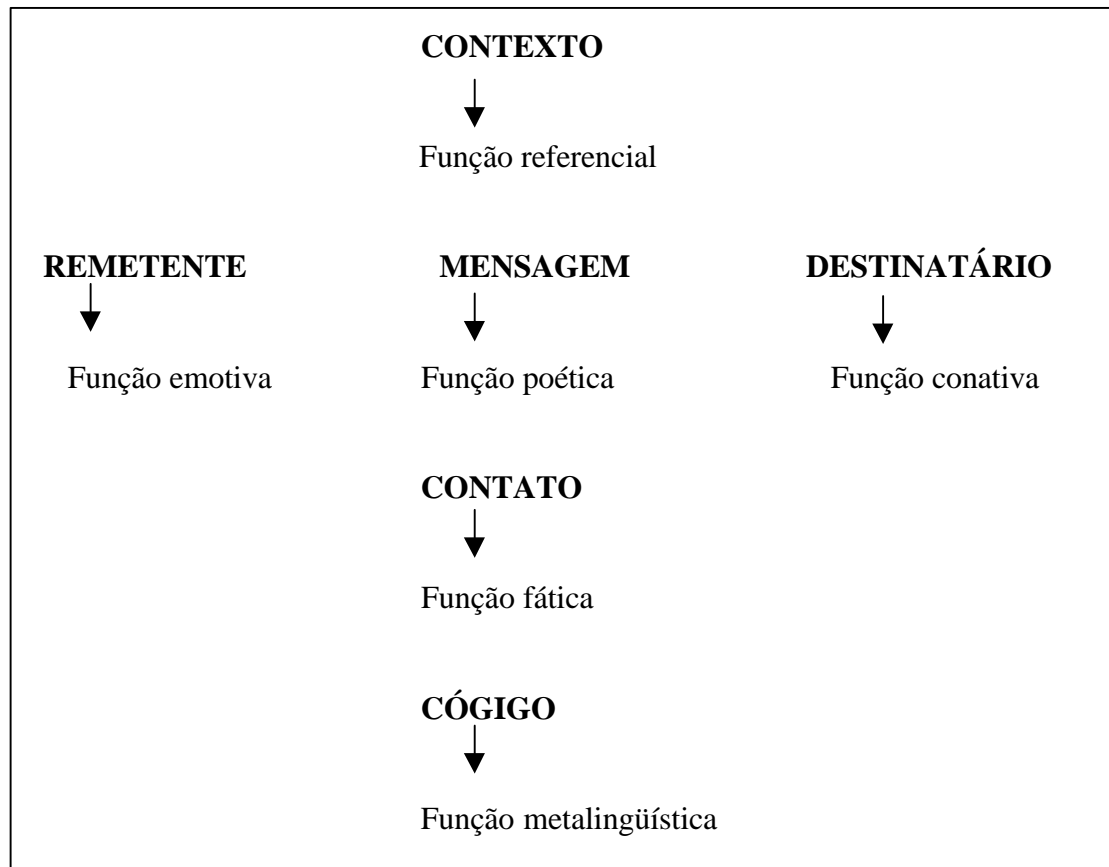 CONTEXTO
Função referencial
REMETENTE MENSAGEM DESTINATÁRIO
Função emotiva Função poética Função conativa
CONTATO
Função fática
CÓGIGO
Função metalingüística